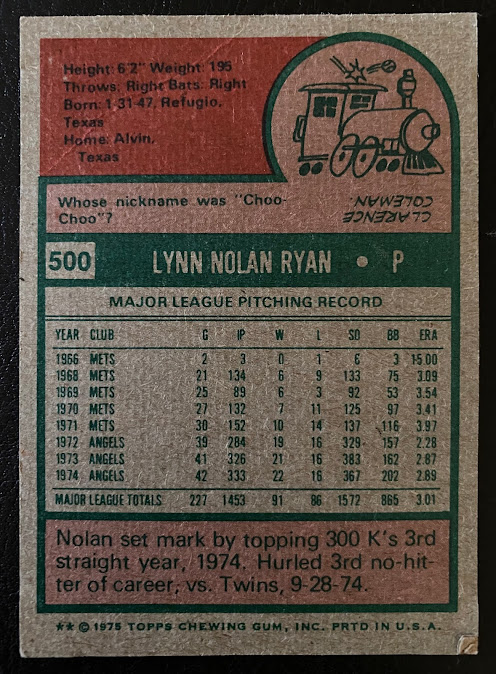 Height: 6'2" Weight: 195
Throws: Right Bats: Right
Born: 1-31-47, Refugio,
Texas
Home: Alvin,
Texas
Whose nickname was "Choo-
Choo"?
CLARENCE
COLEMAN
500 LYNN NOLAN RYAN • P
MAJOR LEAGUE PITCHING RECORD
YEAR CLUB G IP W L SO BB ERA
1966 METS 2 3 0 1 6 3 15.00
1968 METS 21 134 6 9 133 75 3.09
1969 METS 25 89 6 3 92 53 3.54
1970 METS 27 132 7 11 125 97 3.41
1971 METS 30 152 10 14 137 116 3.97
1972 ANGELS 39 284 19 16 329 157 2.28
1973 ANGELS 41 326 21 16 383 162 2.87
1974 ANGELS 42 333 22 16 367 202 2.89
MAJOR LEAGUE TOTALS 227 1453 91 86 1572 865 3.01
Nolan set mark by topping 300 K's 3rd
straight year, 1974. Hurled 3rd no-hit-
ter of career, vs. Twins, 9-28-74.
** © 1975 TOPPS CHEWING GUM, INC. PRTD IN U.S.A.